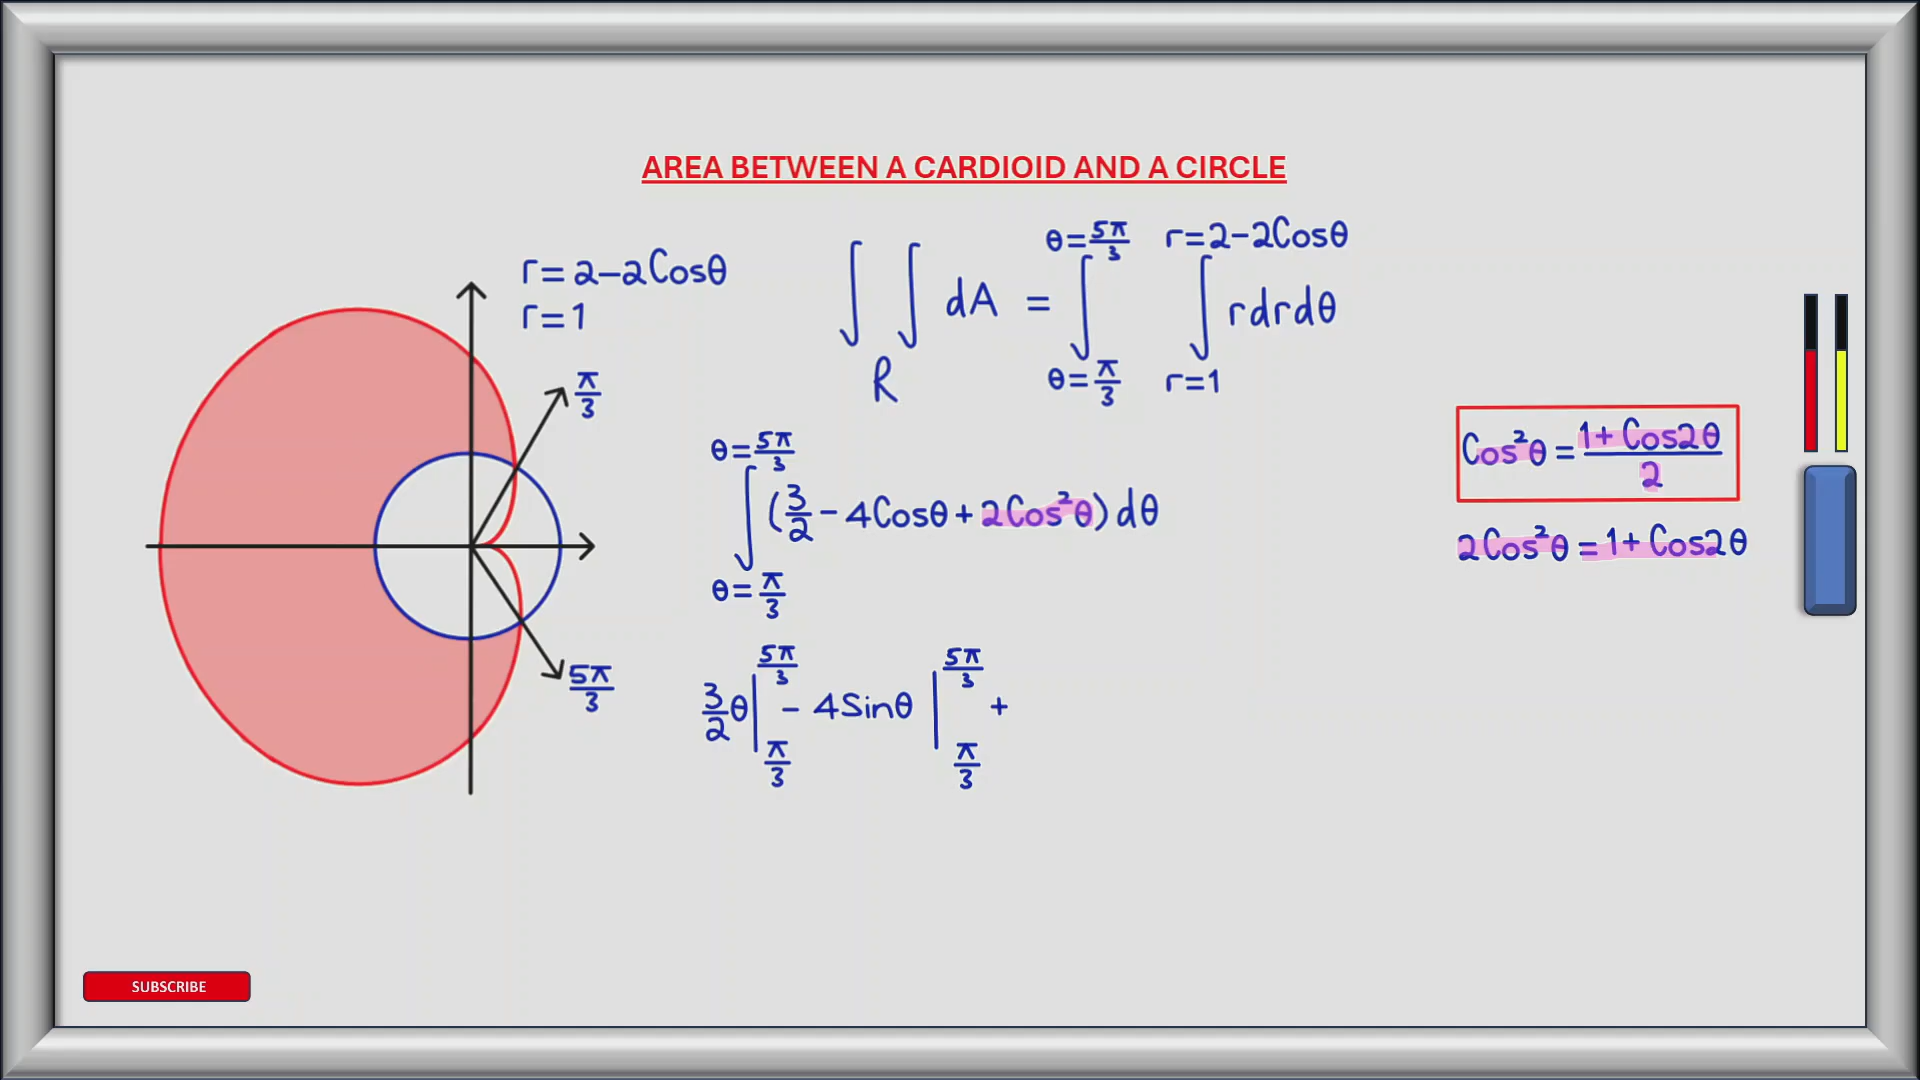 AREA BETWEEN A CARDIOID AND A CIRCLE
r=2-2Cosθ
r=1
π/3
5π/3
∫∫_R dA = ∫_{θ=π/3}^{θ=5π/3} ∫_{r=1}^{r=2-2Cosθ} rdrdθ
∫_{θ=π/3}^{θ=5π/3} (3/2 - 4Cosθ + 2Cos²θ) dθ
3/2 θ |_{π/3}^{5π/3} - 4Sinθ |_{π/3}^{5π/3} +
Cos²θ = (1+ Cos2θ)/2
2Cos²θ = 1+ Cos2θ
SUBSCRIBE